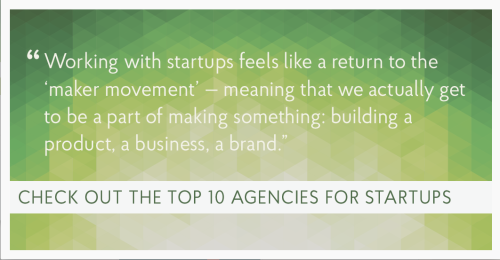 “ Working with startups feels like a return to the
‘maker movement’ – meaning that we actually get
to be a part of making something: building a
product, a business, a brand.”
CHECK OUT THE TOP 10 AGENCIES FOR STARTUPS